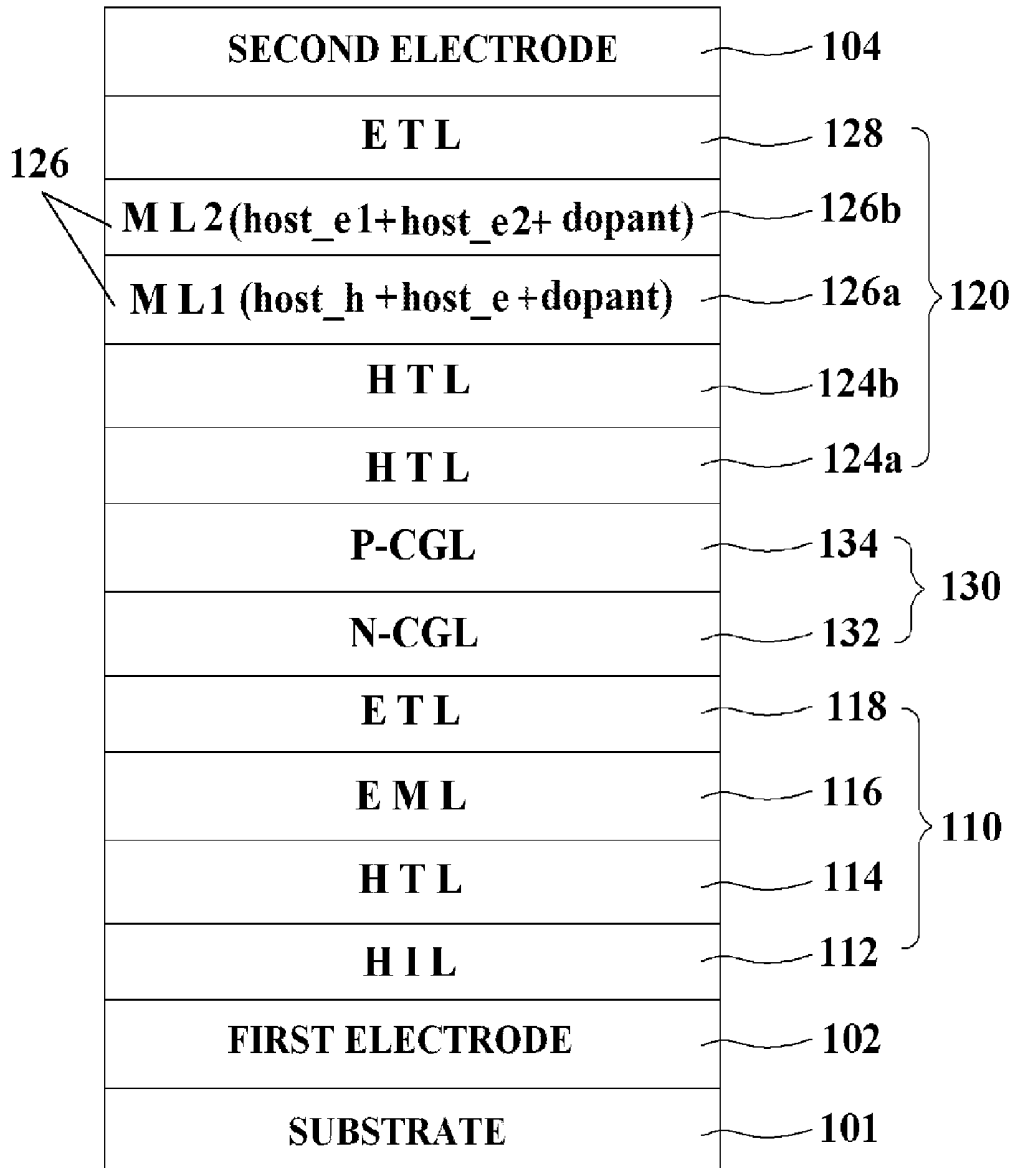 SECOND ELECTRODE 104
E T L 128
126
M L 2 (host_e1+host_e2+ dopant) 126b
M L1 (host_h +host_e +dopant) 126a
120
H T L 124b
H T L 124a
P-CGL 134
130
N-CGL 132
E T L 118
E M L 116
110
H T L 114
H I L 112
FIRST ELECTRODE 102
SUBSTRATE 101